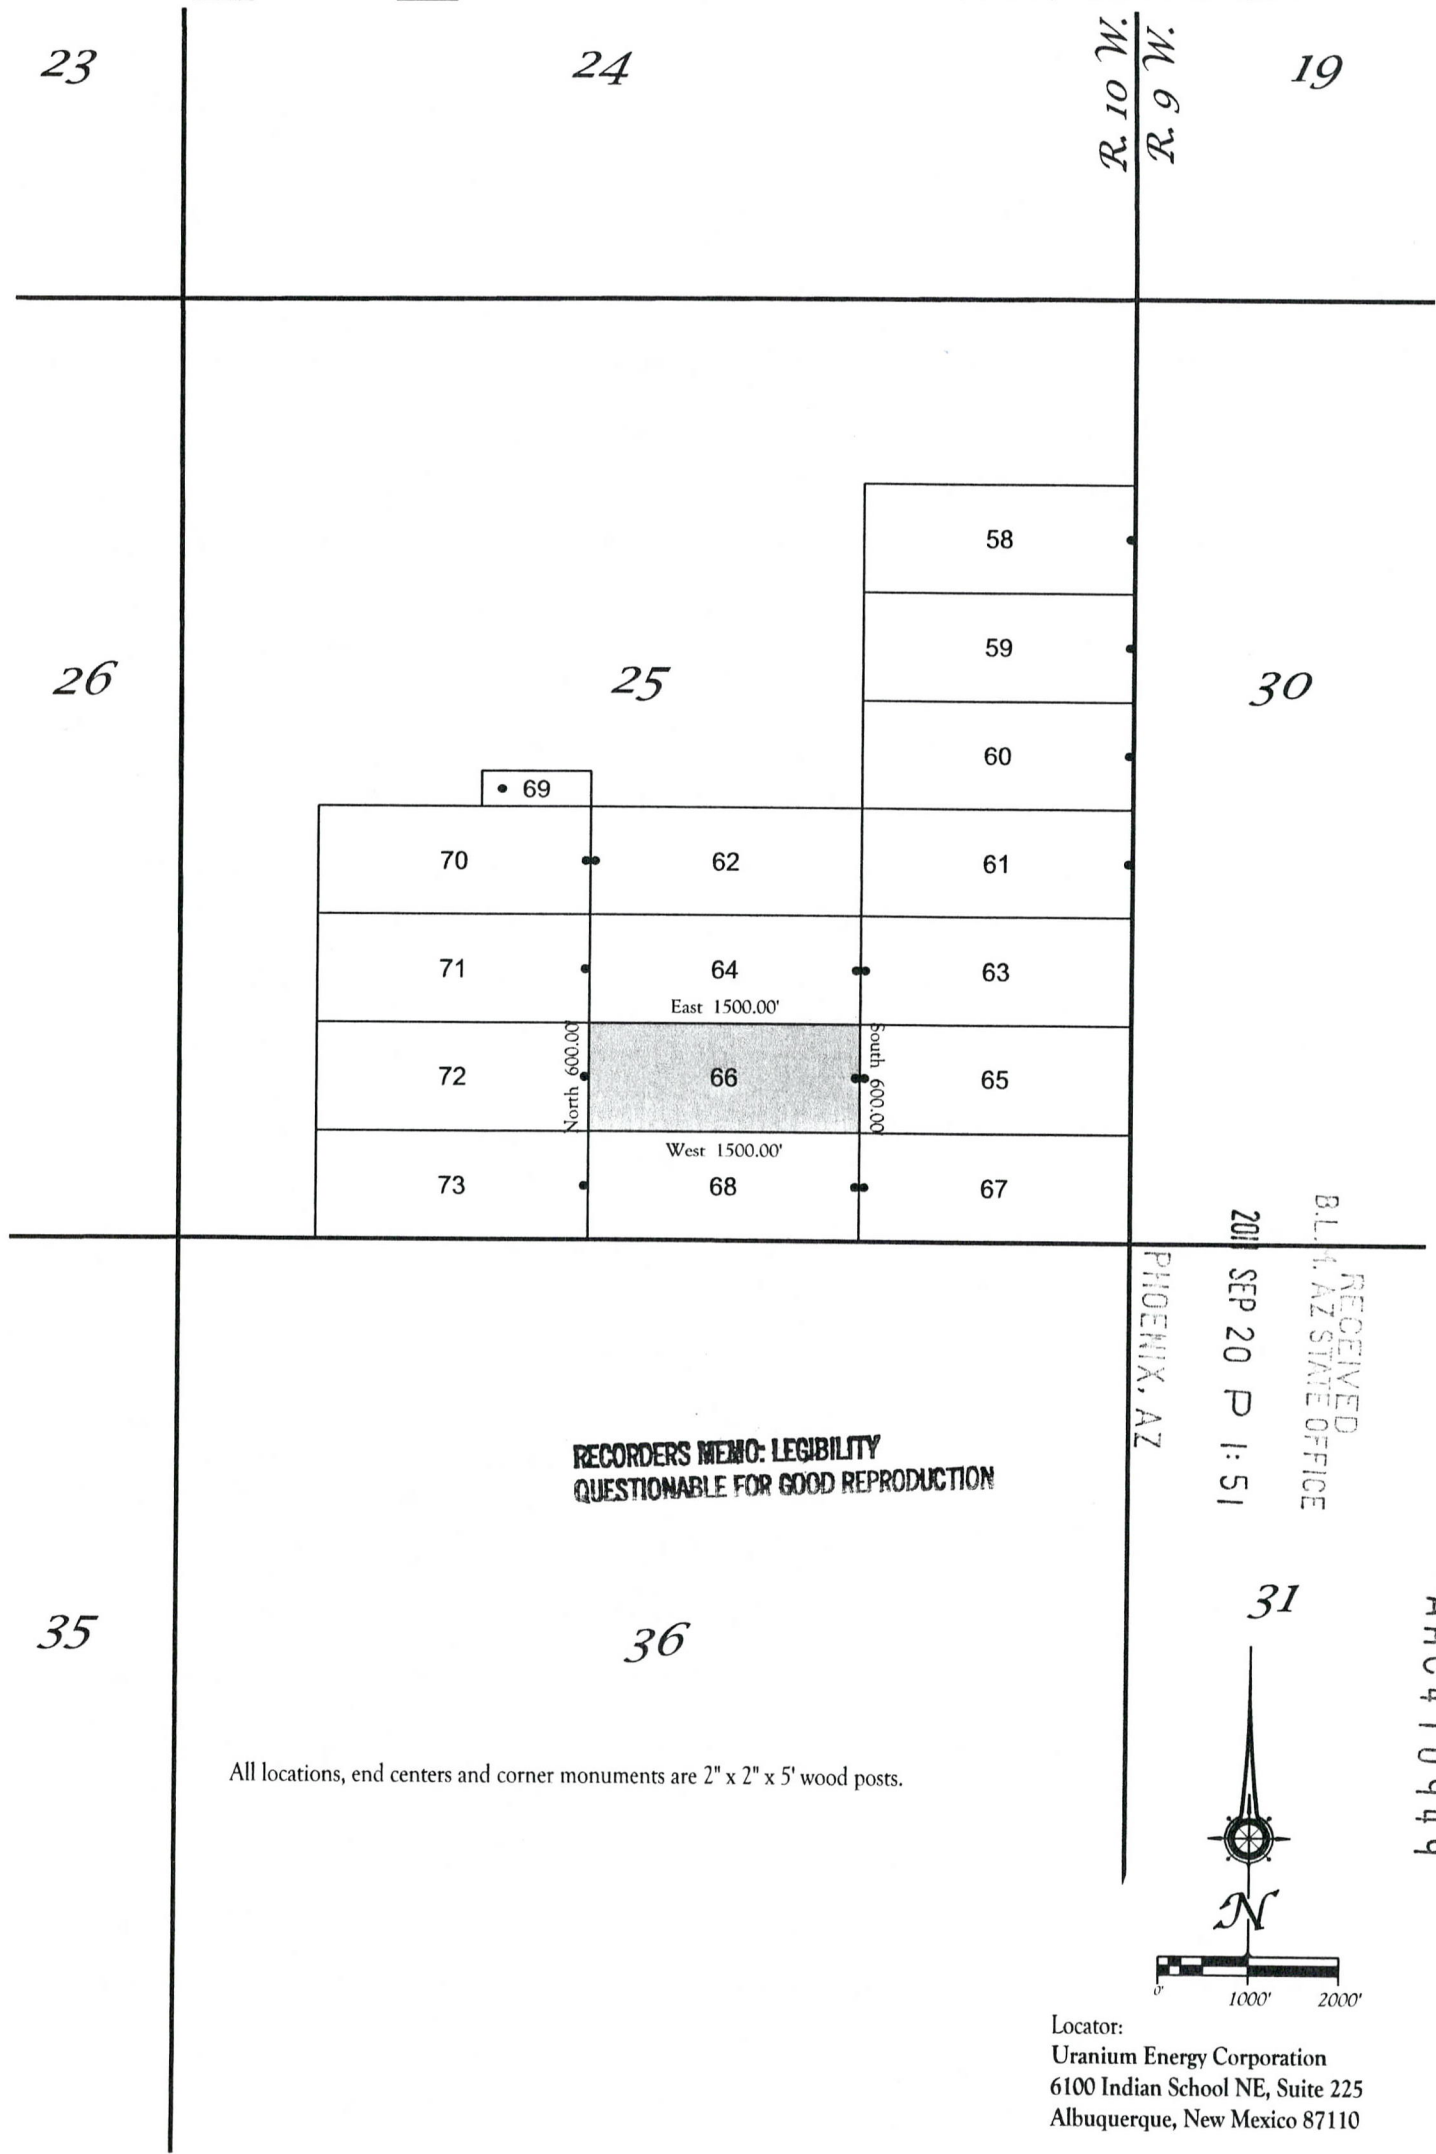 23
24
R. 10 W.
R. 9 W.
19
26
25
30
58
59
60
69
70
62
61
71
64
63
East 1500.00'
North 600.00'
South 600.00'
72
66
65
West 1500.00'
73
68
67
RECEIVED
AZ STATE OFFICE
SEP 20 P 1:51
PHOENIX, AZ
RECORDERS MEMO: LEGIBILITY
QUESTIONABLE FOR GOOD REPRODUCTION
35
36
31
All locations, end centers and corner monuments are 2" x 2" x 5' wood posts.
N
0'
1000'
2000'
Locator:
Uranium Energy Corporation
6100 Indian School NE, Suite 225
Albuquerque, New Mexico 87110